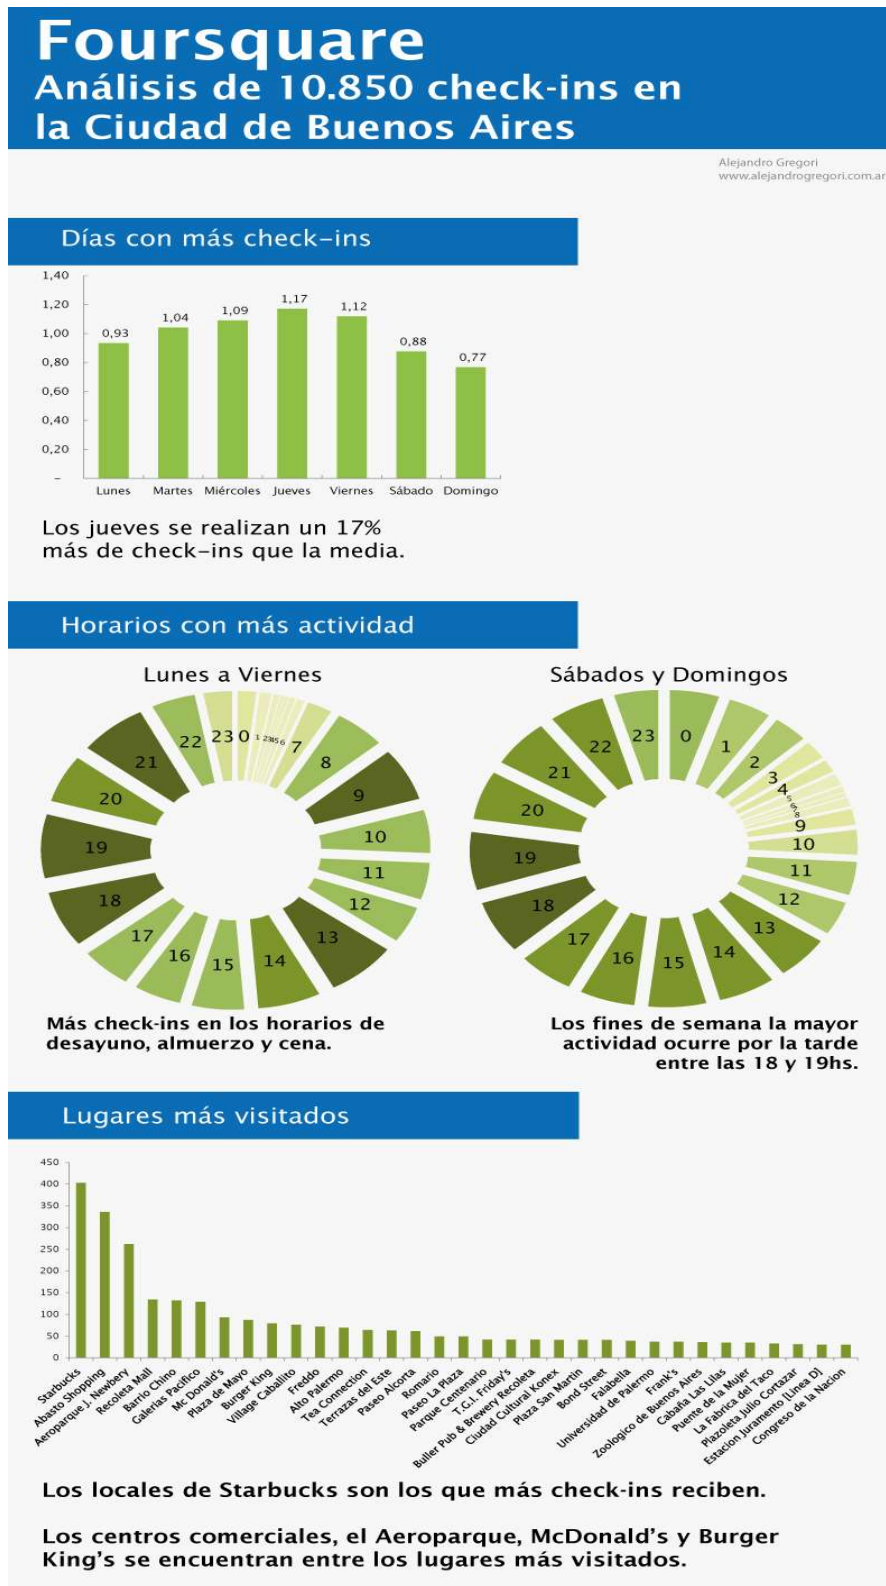 Foursquare
Análisis de 10.850 check-ins en
la Ciudad de Buenos Aires
Alejandro Gregori
www.alejandrogregori.com.ar
Días con más check–ins
1,40
1,20
1,00
0,80
0,60
0,40
0,20
–
0,93
1,04
1,09
1,17
1,12
0,88
0,77
Lunes Martes Miércoles Jueves Viernes Sábado Domingo
Los jueves se realizan un 17%
más de check–ins que la media.
Horarios con más actividad
Lunes a Viernes
0
1
2
3
4
5
6
7
8
9
10
11
12
13
14
15
16
17
18
19
20
21
22
23
Más check-ins en los horarios de
desayuno, almuerzo y cena.
Sábados y Domingos
0
1
2
3
4
5
6
7
8
9
10
11
12
13
14
15
16
17
18
19
20
21
22
23
Los fines de semana la mayor
actividad ocurre por la tarde
entre las 18 y 19hs.
Lugares más visitados
450
400
350
300
250
200
150
100
50
0
Starbucks
Abasto Shopping
Aeroparque J. Newbery
Recoleta Mall
Barrio Chino
Galerias Pacifico
Mc Donald's
Plaza de Mayo
Burger King
Village Caballito
Freddo
Alto Palermo
Tea Connection
Terrazas del Este
Paseo Alcorta
Romario
Paseo La Plaza
Parque Centenario
T.G.I. Friday's
Buller Pub & Brewery Recoleta
Ciudad Cultural Konex
Plaza San Martin
Bond Street
Falabella
Universidad de Palermo
Frank's
Zoologico de Buenos Aires
Cabaña Las Lilas
Puente de la Mujer
La Fabrica del Taco
Plazoleta Julio Cortazar
Estacion Juramento [Linea D]
Congreso de la Nacion
Los locales de Starbucks son los que más check-ins reciben.
Los centros comerciales, el Aeroparque, McDonald’s y Burger
King’s se encuentran entre los lugares más visitados.